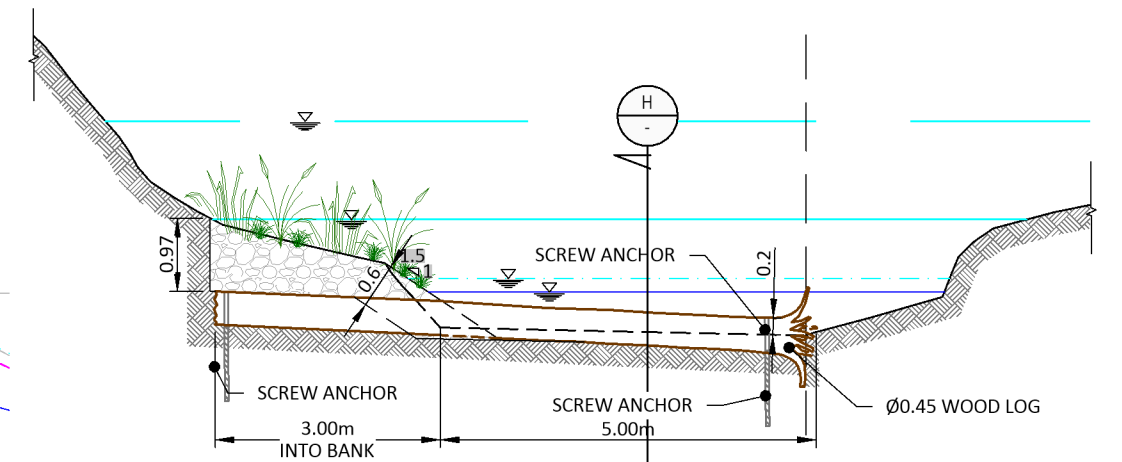 H
-
0.97
1.5
1
0.6
SCREW ANCHOR
0.2
SCREW ANCHOR
SCREW ANCHOR
Ø0.45 WOOD LOG
3.00m
INTO BANK
5.00m